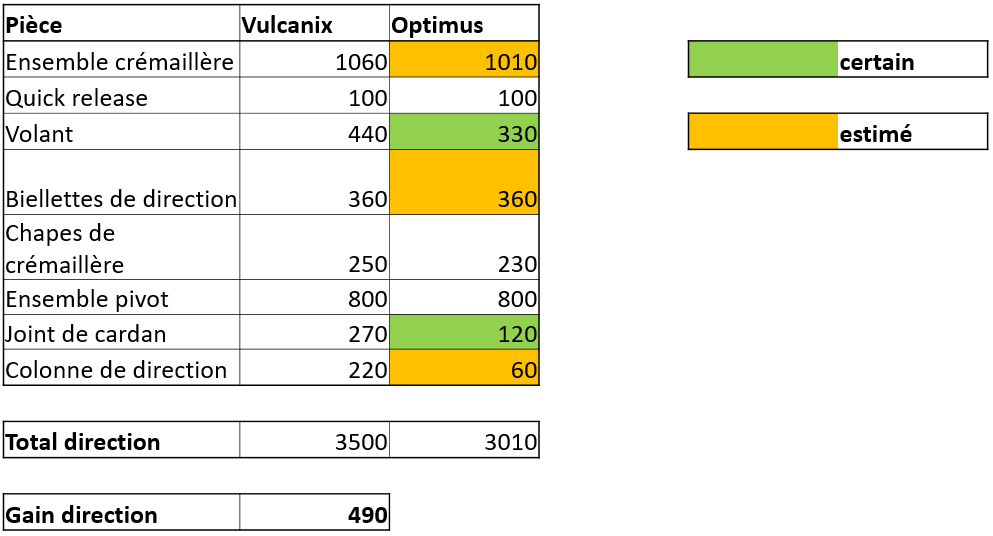 Pièce Vulcanix Optimus
Ensemble crémaillère 1060 1010
certain
Quick release 100 100
Volant 440 330
estimé
Biellettes de direction 360 360
Chapes de
crémaillère 250 230
Ensemble pivot 800 800
Joint de cardan 270 120
Colonne de direction 220 60
Total direction 3500 3010
Gain direction 490